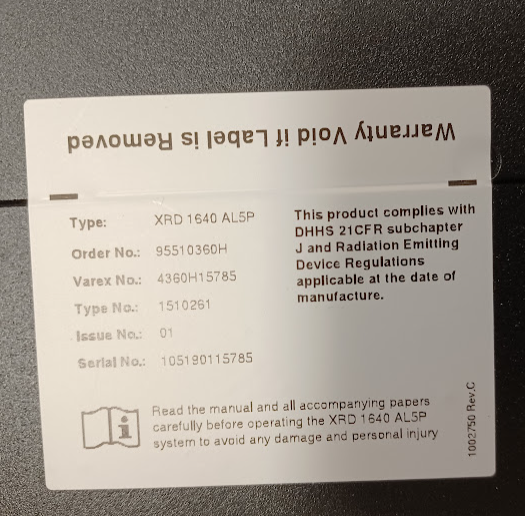 Warranty Void if Label is Removed
Type: XRD 1640 AL5P
Order No.: 95510360H
Varex No.: 4360H15785
Type No.: 1510261
Issue No.: 01
Serial No.: 105190115785
This product complies with
DHHS 21CFR subchapter
J and Radiation Emitting
Device Regulations
applicable at the date of
manufacture.
Read the manual and all accompanying papers
carefully before operating the XRD 1640 AL5P
system to avoid any damage and personal injury
1002750 Rev.C